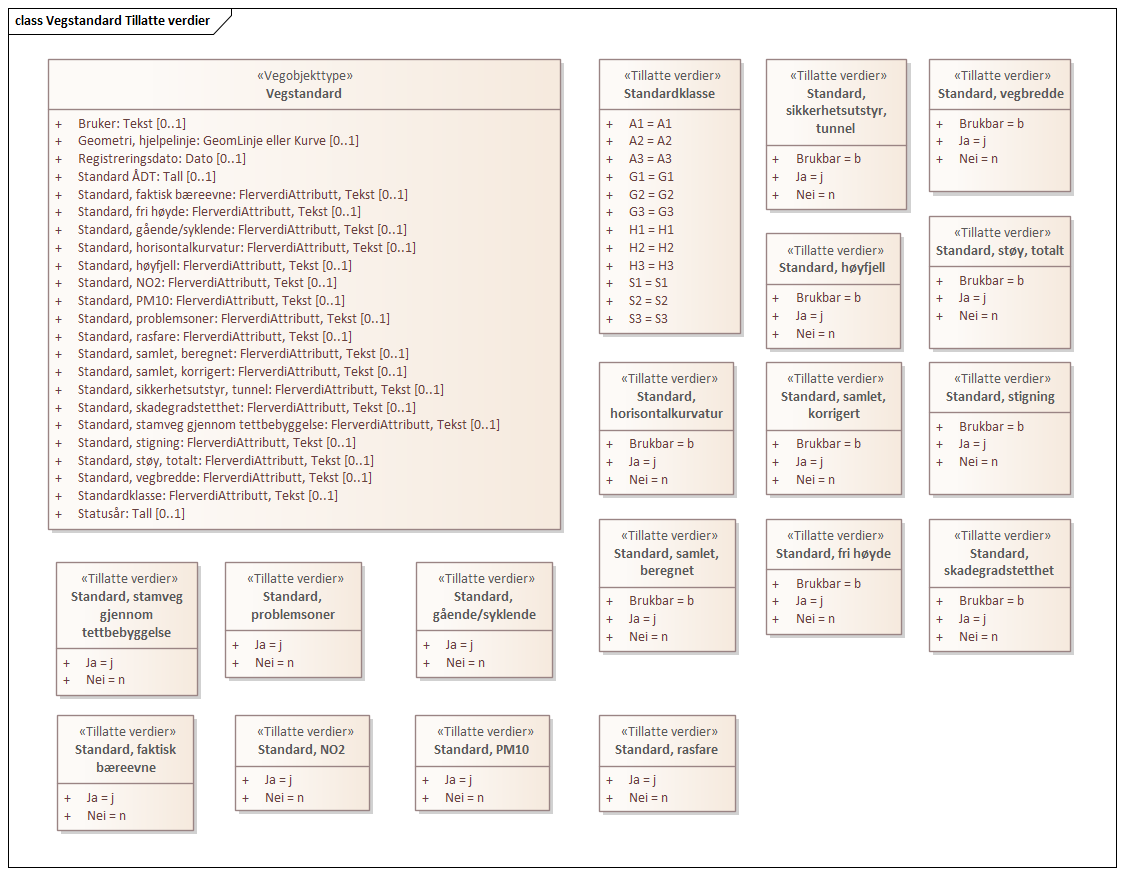 class Vegstandard Tillatte verdier
«Vegobjekttype»
Vegstandard
+ Bruker: Tekst [0..1]
+ Geometri, hjelpelinje: GeomLinje eller Kurve [0..1]
+ Registreringsdato: Dato [0..1]
+ Standard ÅDT: Tall [0..1]
+ Standard, faktisk bæreevne: FlerverdiAttributt, Tekst [0..1]
+ Standard, fri høyde: FlerverdiAttributt, Tekst [0..1]
+ Standard, gående/syklende: FlerverdiAttributt, Tekst [0..1]
+ Standard, horisontalkurvatur: FlerverdiAttributt, Tekst [0..1]
+ Standard, høyfjell: FlerverdiAttributt, Tekst [0..1]
+ Standard, NO2: FlerverdiAttributt, Tekst [0..1]
+ Standard, PM10: FlerverdiAttributt, Tekst [0..1]
+ Standard, problemsoner: FlerverdiAttributt, Tekst [0..1]
+ Standard, rasfare: FlerverdiAttributt, Tekst [0..1]
+ Standard, samlet, beregnet: FlerverdiAttributt, Tekst [0..1]
+ Standard, samlet, korrigert: FlerverdiAttributt, Tekst [0..1]
+ Standard, sikkerhetsutstyr, tunnel: FlerverdiAttributt, Tekst [0..1]
+ Standard, skadegradstetthet: FlerverdiAttributt, Tekst [0..1]
+ Standard, stamveg gjennom tettbebyggelse: FlerverdiAttributt, Tekst [0..1]
+ Standard, stigning: FlerverdiAttributt, Tekst [0..1]
+ Standard, støy, totalt: FlerverdiAttributt, Tekst [0..1]
+ Standard, vegbredde: FlerverdiAttributt, Tekst [0..1]
+ Standardklasse: FlerverdiAttributt, Tekst [0..1]
+ Statusår: Tall [0..1]
«Tillatte verdier»
Standardklasse
+ A1 = A1
+ A2 = A2
+ A3 = A3
+ G1 = G1
+ G2 = G2
+ G3 = G3
+ H1 = H1
+ H2 = H2
+ H3 = H3
+ S1 = S1
+ S2 = S2
+ S3 = S3
«Tillatte verdier»
Standard,
sikkerhetsutstyr,
tunnel
+ Brukbar = b
+ Ja = j
+ Nei = n
«Tillatte verdier»
Standard, vegbredde
+ Brukbar = b
+ Ja = j
+ Nei = n
«Tillatte verdier»
Standard, høyfjell
+ Brukbar = b
+ Ja = j
+ Nei = n
«Tillatte verdier»
Standard, støy, totalt
+ Brukbar = b
+ Ja = j
+ Nei = n
«Tillatte verdier»
Standard,
horisontalkurvatur
+ Brukbar = b
+ Ja = j
+ Nei = n
«Tillatte verdier»
Standard, samlet,
korrigert
+ Brukbar = b
+ Ja = j
+ Nei = n
«Tillatte verdier»
Standard, stigning
+ Brukbar = b
+ Ja = j
+ Nei = n
«Tillatte verdier»
Standard, samlet,
beregnet
+ Brukbar = b
+ Ja = j
+ Nei = n
«Tillatte verdier»
Standard, fri høyde
+ Brukbar = b
+ Ja = j
+ Nei = n
«Tillatte verdier»
Standard,
skadegradstetthet
+ Brukbar = b
+ Ja = j
+ Nei = n
«Tillatte verdier»
Standard, stamveg
gjennom
tettbebyggelse
+ Ja = j
+ Nei = n
«Tillatte verdier»
Standard,
problemsoner
+ Ja = j
+ Nei = n
«Tillatte verdier»
Standard,
gående/syklende
+ Ja = j
+ Nei = n
«Tillatte verdier»
Standard, faktisk
bæreevne
+ Ja = j
+ Nei = n
«Tillatte verdier»
Standard, NO2
+ Ja = j
+ Nei = n
«Tillatte verdier»
Standard, PM10
+ Ja = j
+ Nei = n
«Tillatte verdier»
Standard, rasfare
+ Ja = j
+ Nei = n